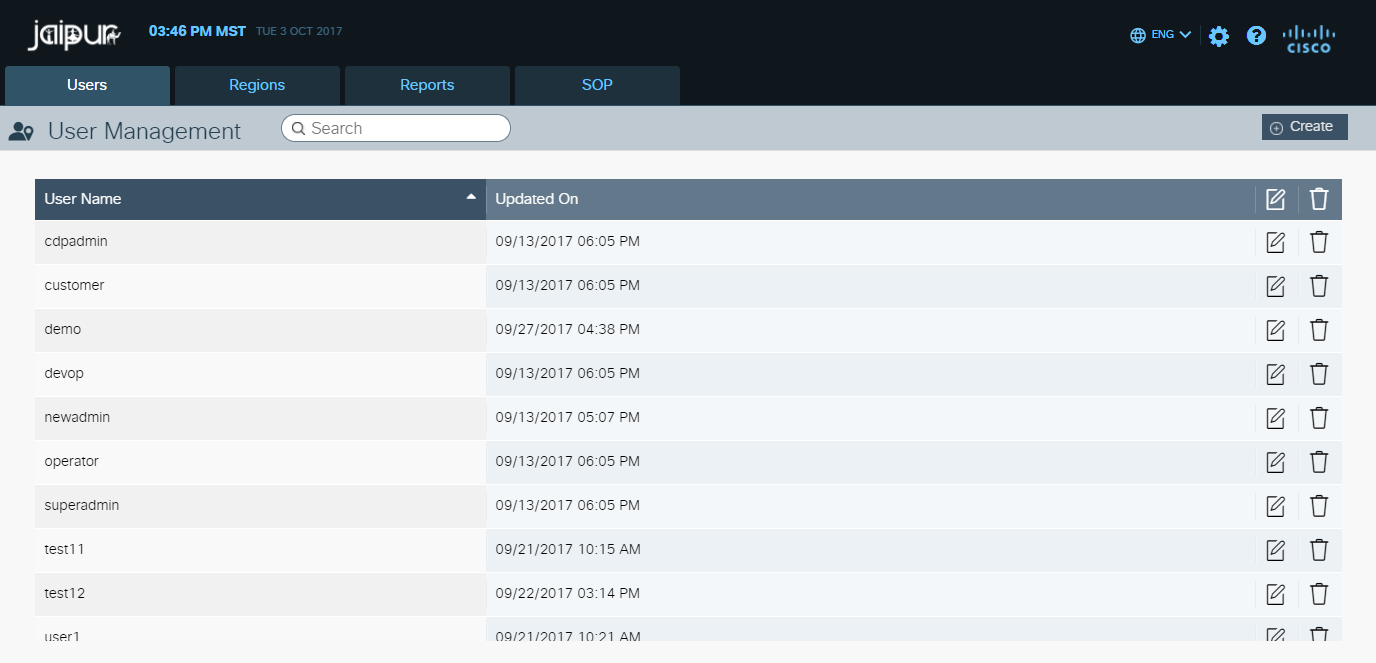 jaipur 03:46 PM MST TUE 3 OCT 2017 ENG
cisco
Users Regions Reports SOP
User Management Search Create
User Name Updated On
cdpadmin 09/13/2017 06:05 PM
customer 09/13/2017 06:05 PM
demo 09/27/2017 04:38 PM
devop 09/13/2017 06:05 PM
newadmin 09/13/2017 05:07 PM
operator 09/13/2017 06:05 PM
superadmin 09/13/2017 06:05 PM
test11 09/21/2017 10:15 AM
test12 09/22/2017 03:14 PM
user1 09/21/2017 10:21 AM